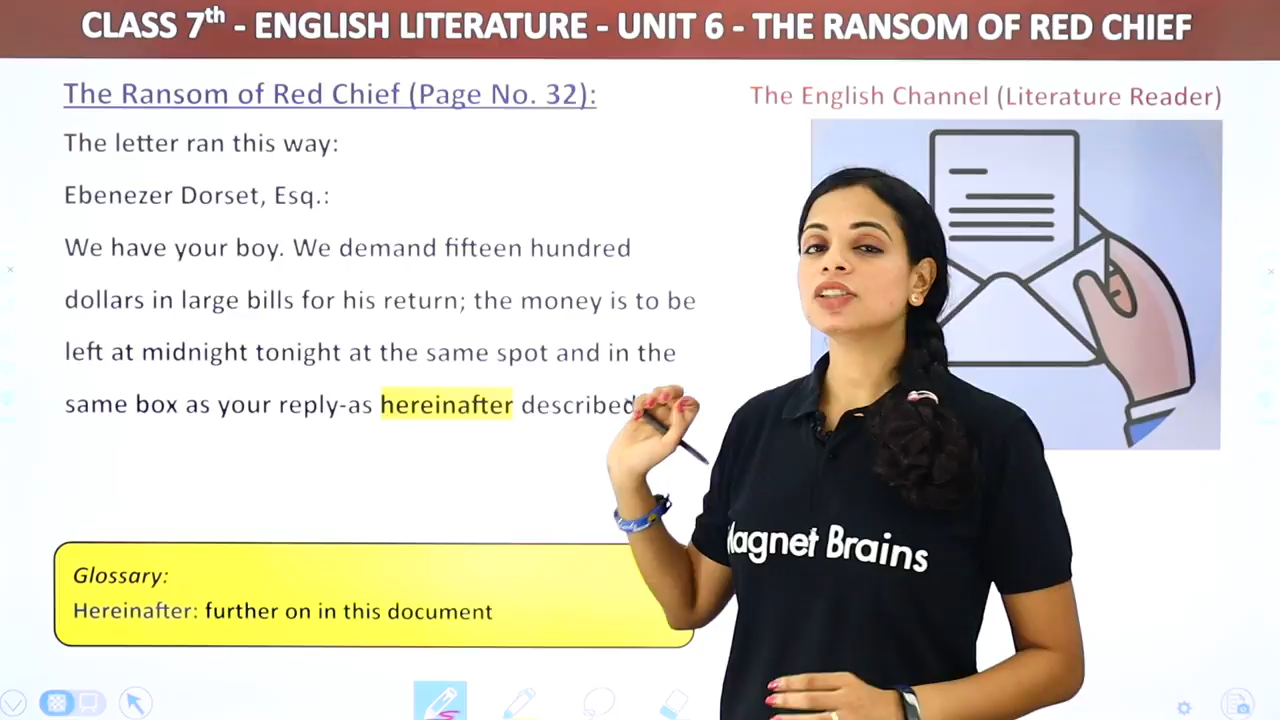 CLASS 7th - ENGLISH LITERATURE - UNIT 6 - THE RANSOM OF RED CHIEF
The Ransom of Red Chief (Page No. 32):
The English Channel (Literature Reader)
The letter ran this way:
Ebenezer Dorset, Esq.:
We have your boy. We demand fifteen hundred
dollars in large bills for his return; the money is to be
left at midnight tonight at the same spot and in the
same box as your reply-as hereinafter described
Magnet Brains
Glossary:
Hereinafter: further on in this document